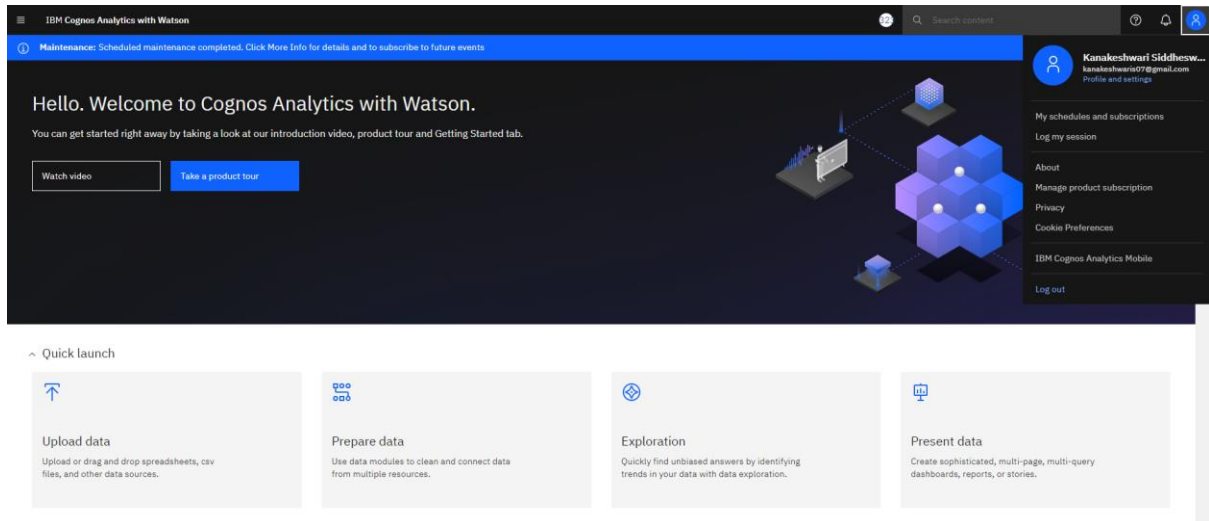 IBM Cognos Analytics with Watson
Search content
Maintenance: Scheduled maintenance completed. Click More Info for details and to subscribe to future events
Kanakeshwari Siddhesw...
kanakeshwaris07@gmail.com
Profile and settings
My schedules and subscriptions
Log my session
About
Manage product subscription
Privacy
Cookie Preferences
IBM Cognos Analytics Mobile
Log out
Hello. Welcome to Cognos Analytics with Watson.
You can get started right away by taking a look at our introduction video, product tour and Getting Started tab.
Watch video
Take a product tour
Quick launch
Upload data
Upload or drag and drop spreadsheets, csv
files, and other data sources.
Prepare data
Use data modules to clean and connect data
from multiple resources.
Exploration
Quickly find unbiased answers by identifying
trends in your data with data exploration.
Present data
Create sophisticated, multi-page, multi-query
dashboards, reports, or stories.